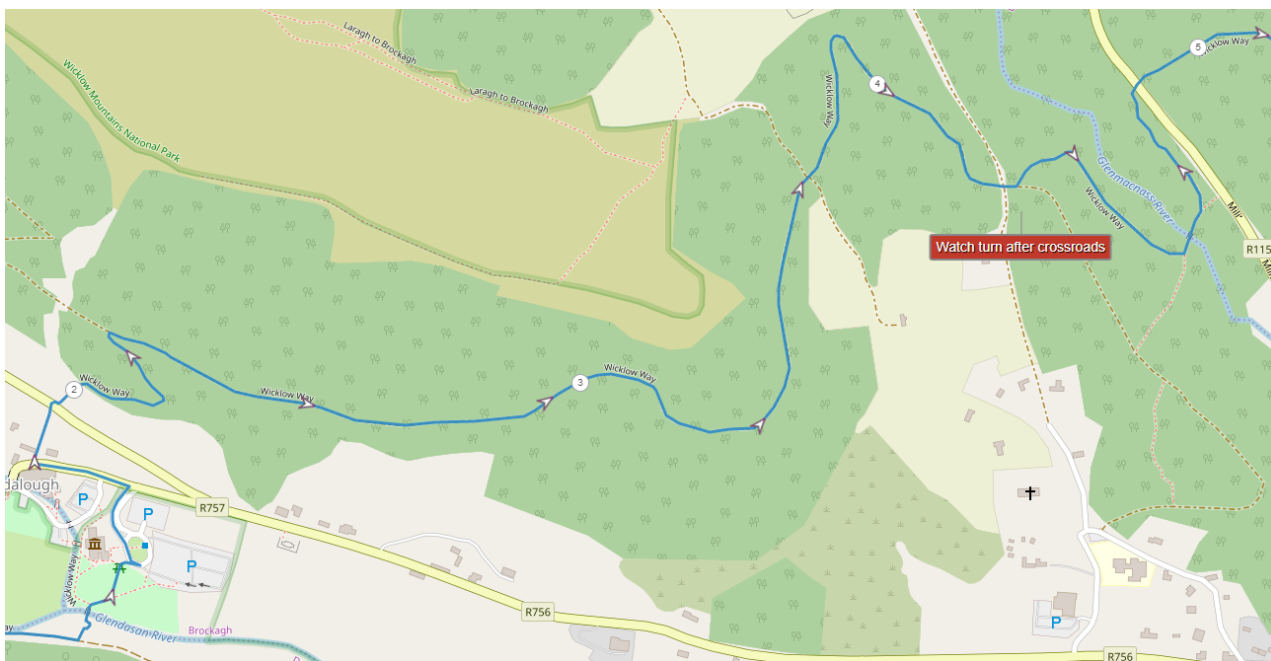 Laragh to Brockagh
Wicklow Way
5
Wicklow Mountains National Park
Laragh to Brockagh
4
Wicklow Way
Glenmacnass River
Wicklow Way
Watch turn after crossroads
R115
Wicklow Way
2
Wicklow Way
3
Wicklow Way
dalough
P
P
R757
P
Wicklow Way
Glendasan River
Brockagh
R756
P
R756